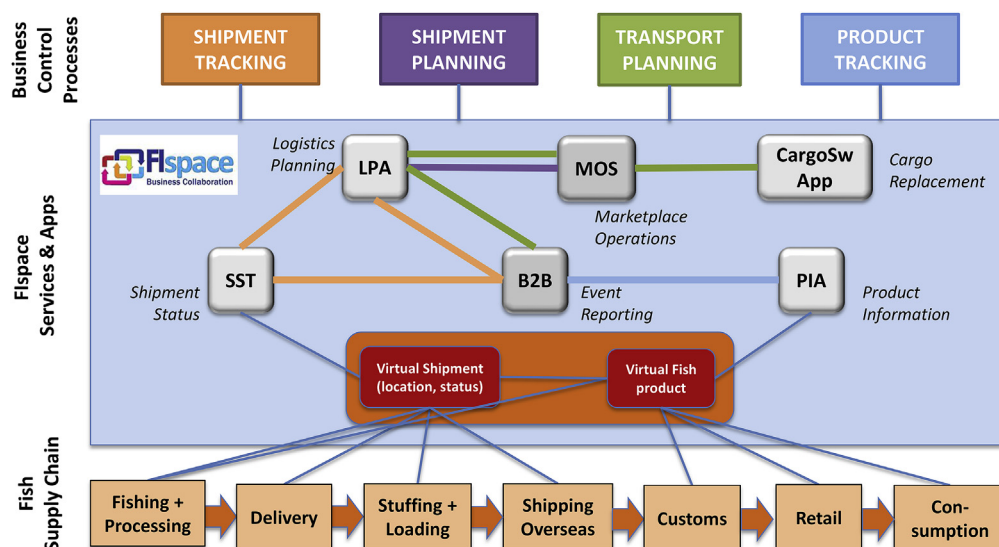 Business
Control
Processes
SHIPMENT
TRACKING
SHIPMENT
PLANNING
TRANSPORT
PLANNING
PRODUCT
TRACKING
FIspace
Services & Apps
FIspace
Business Collaboration
Logistics
Planning
LPA
MOS
CargoSw
App
Cargo
Replacement
Marketplace
Operations
SST
Shipment
Status
B2B
Event
Reporting
PIA
Product
Information
Virtual Shipment
(location, status)
Virtual Fish
product
Fish
Supply Chain
Fishing +
Processing
Delivery
Stuffing +
Loading
Shipping
Overseas
Customs
Retail
Con-
sumption